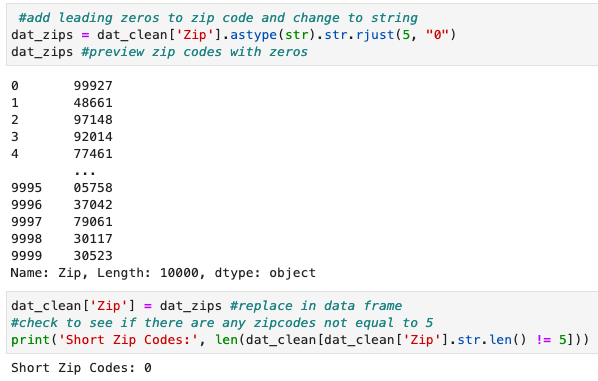 #add leading zeros to zip code and change to string
dat_zips = dat_clean['Zip'].astype(str).str.rjust(5, "0")
dat_zips #preview zip codes with zeros
0       99927
1       48661
2       97148
3       92014
4       77461
        ...
9995    05758
9996    37042
9997    79061
9998    30117
9999    30523
Name: Zip, Length: 10000, dtype: object
dat_clean['Zip'] = dat_zips #replace in data frame
#check to see if there are any zipcodes not equal to 5
print('Short Zip Codes:', len(dat_clean[dat_clean['Zip'].str.len() != 5]))
Short Zip Codes: 0